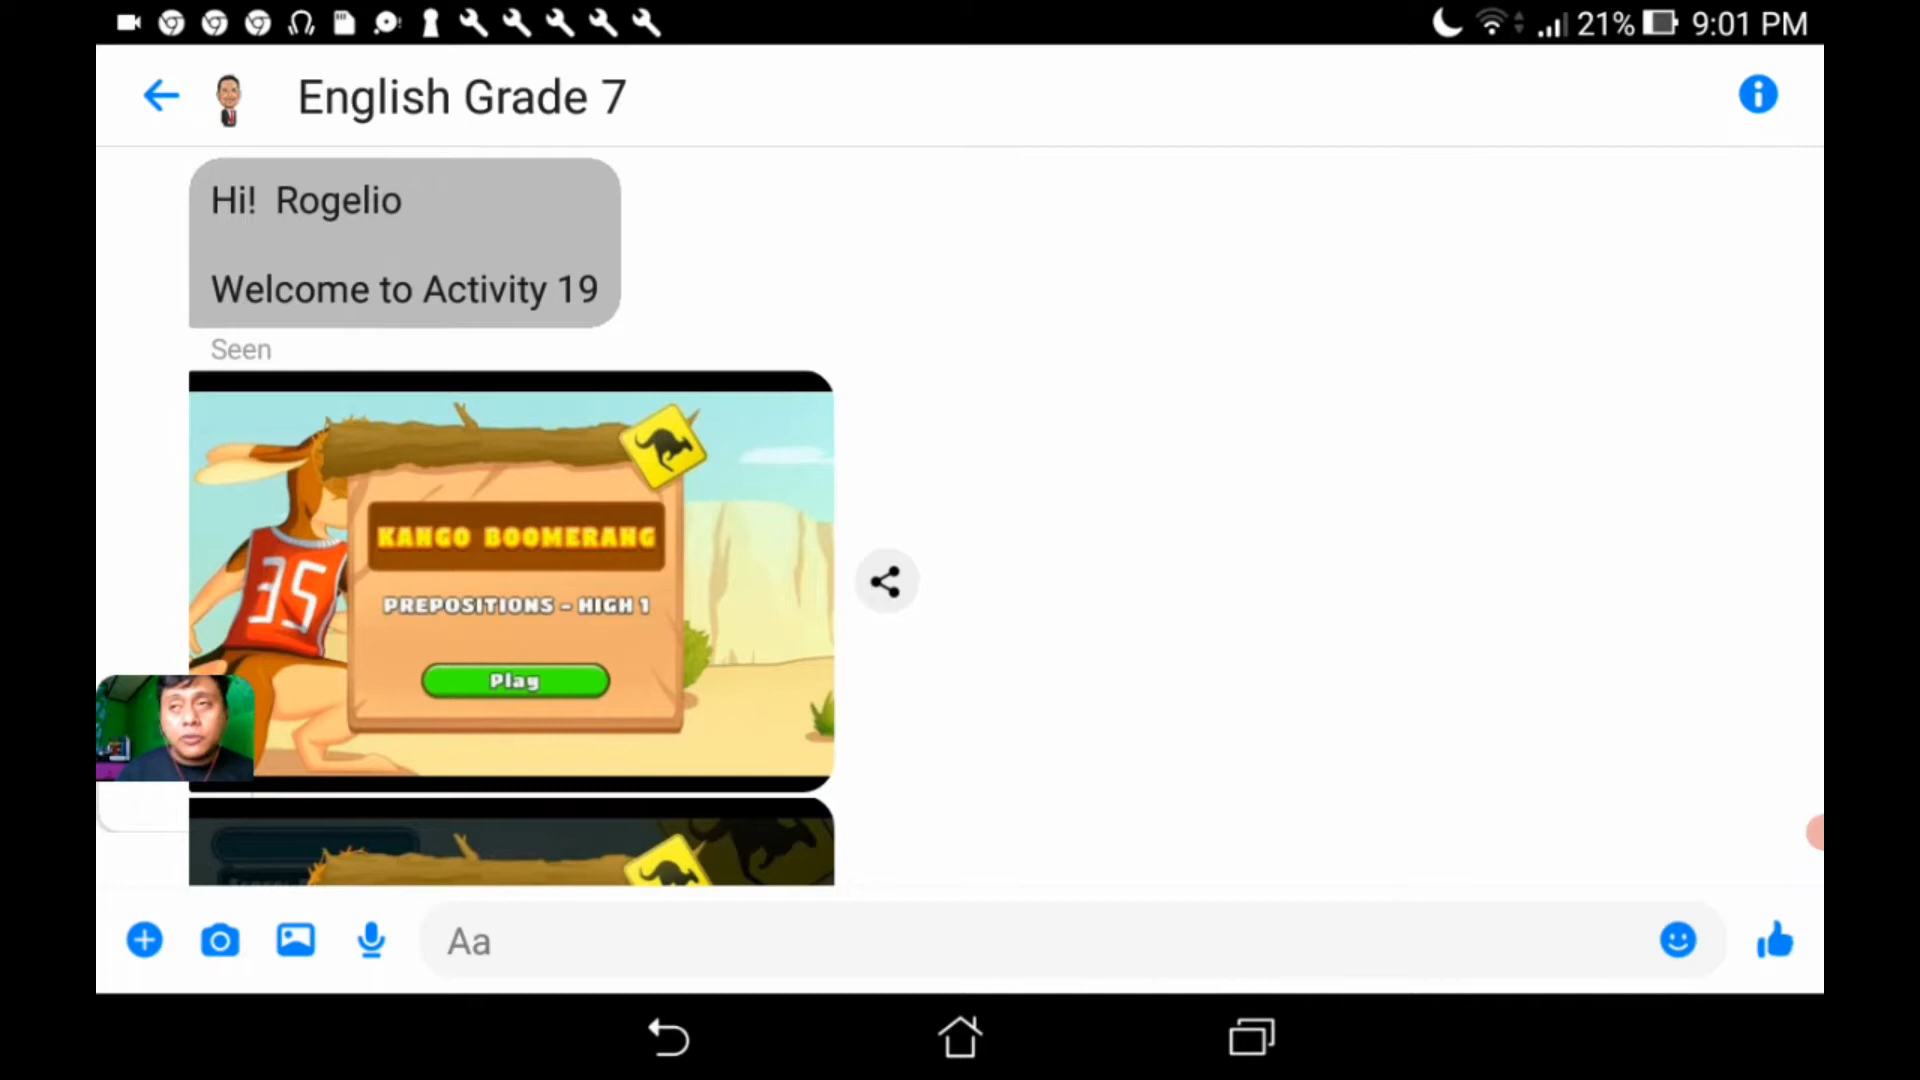 21% 9:01 PM
English Grade 7
Hi! Rogelio
Welcome to Activity 19
Seen
35
KANGO BOOMERANG
PREPOSITIONS - HIGH 1
Play
Aa